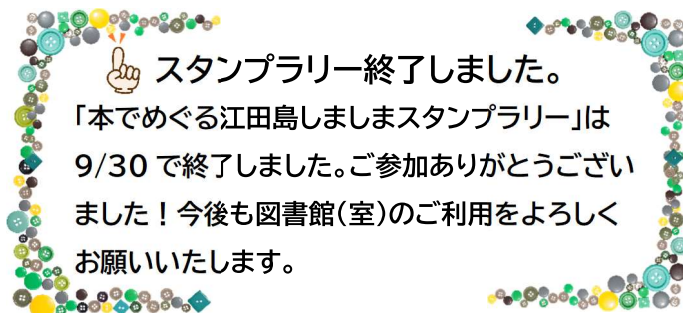 スタンプラリー終了しました。
「本でめぐる江田島しましまスタンプラリー」は
9/30 で終了しました。ご参加ありがとうござい
ました！今後も図書館(室)のご利用をよろしく
お願いいたします。